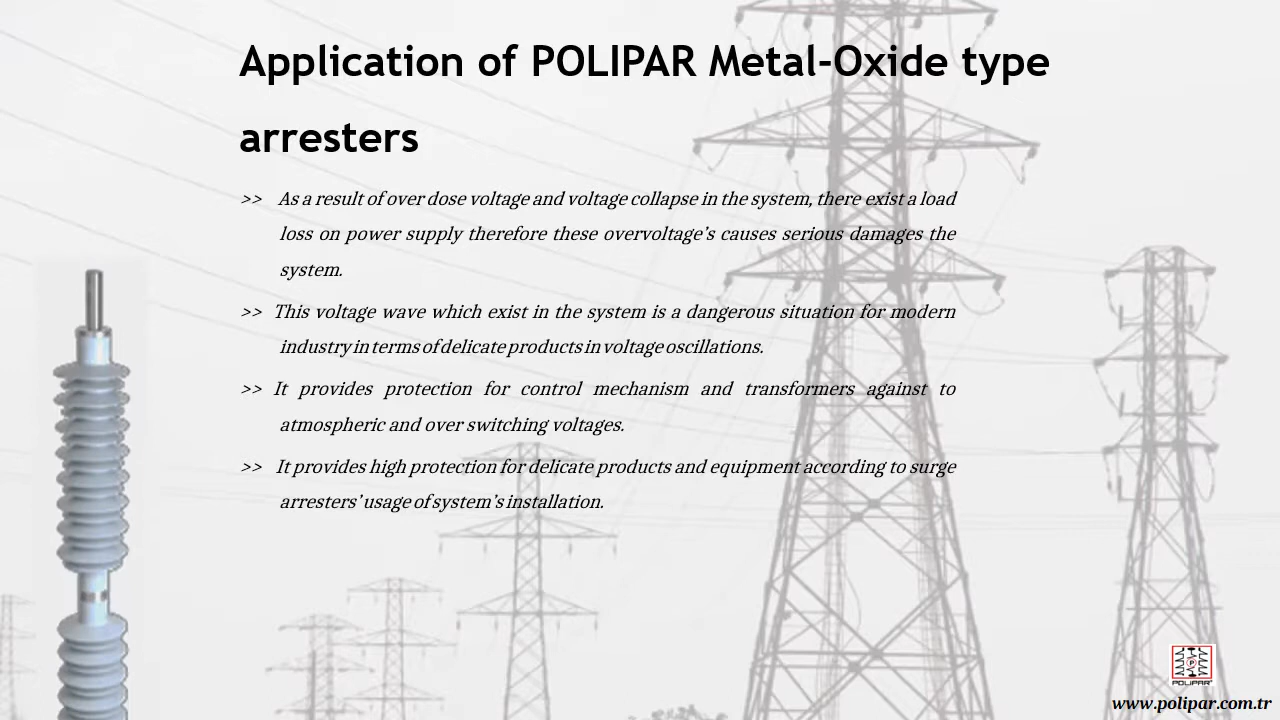 Application of POLIPAR Metal-Oxide type
arresters
>> As a result of over dose voltage and voltage collapse in the system, there exist a load
loss on power supply therefore these overvoltage's causes serious damages the
system.
>> This voltage wave which exist in the system is a dangerous situation for modern
industry in terms of delicate products in voltage oscillations.
>> It provides protection for control mechanism and transformers against to
atmospheric and over switching voltages.
>> It provides high protection for delicate products and equipment according to surge
arresters' usage of system's installation.
POLIPAR
www.polipar.com.tr